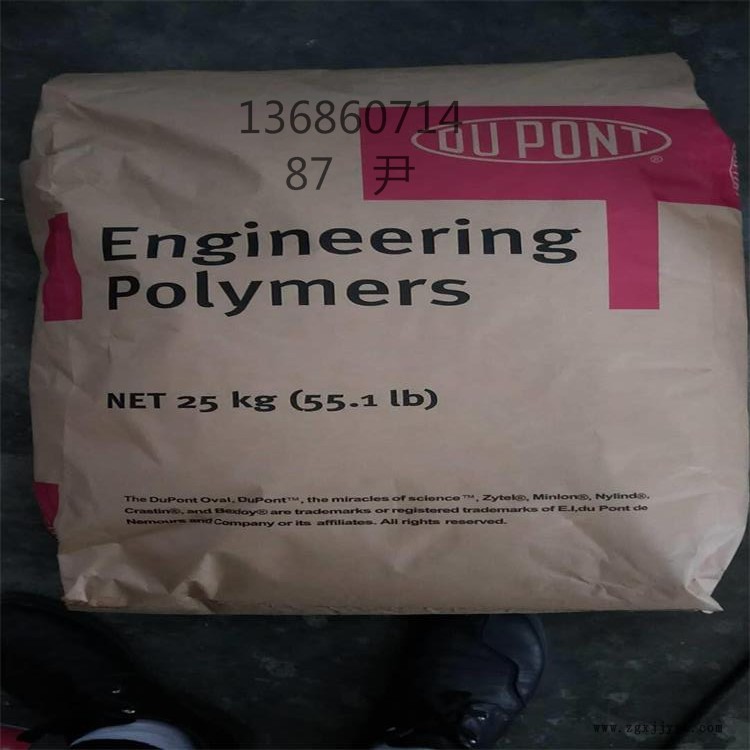 136860714
DU PONT®
87 尹
Engineering
Polymers
NET 25 kg (55.1 lb)
The DuPont Oval, DuPont™, the miracles of science™, Zytel®, Minlon®, Nylind®,
Crastin®, and Bexloy® are trademarks or registered trademarks of E.I,du Pont de
Nemours and Company or its affiliates. All rights reserved.